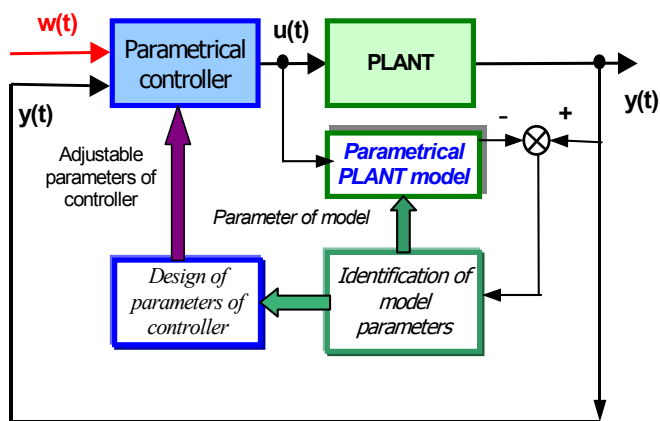 w(t)
Parametrical
controller
u(t)
PLANT
y(t)
y(t)
-
+
Parametrical
PLANT model
Adjustable
parameters of
controller
Parameter of model
Design of
parameters of
controller
Identification of
model
parameters